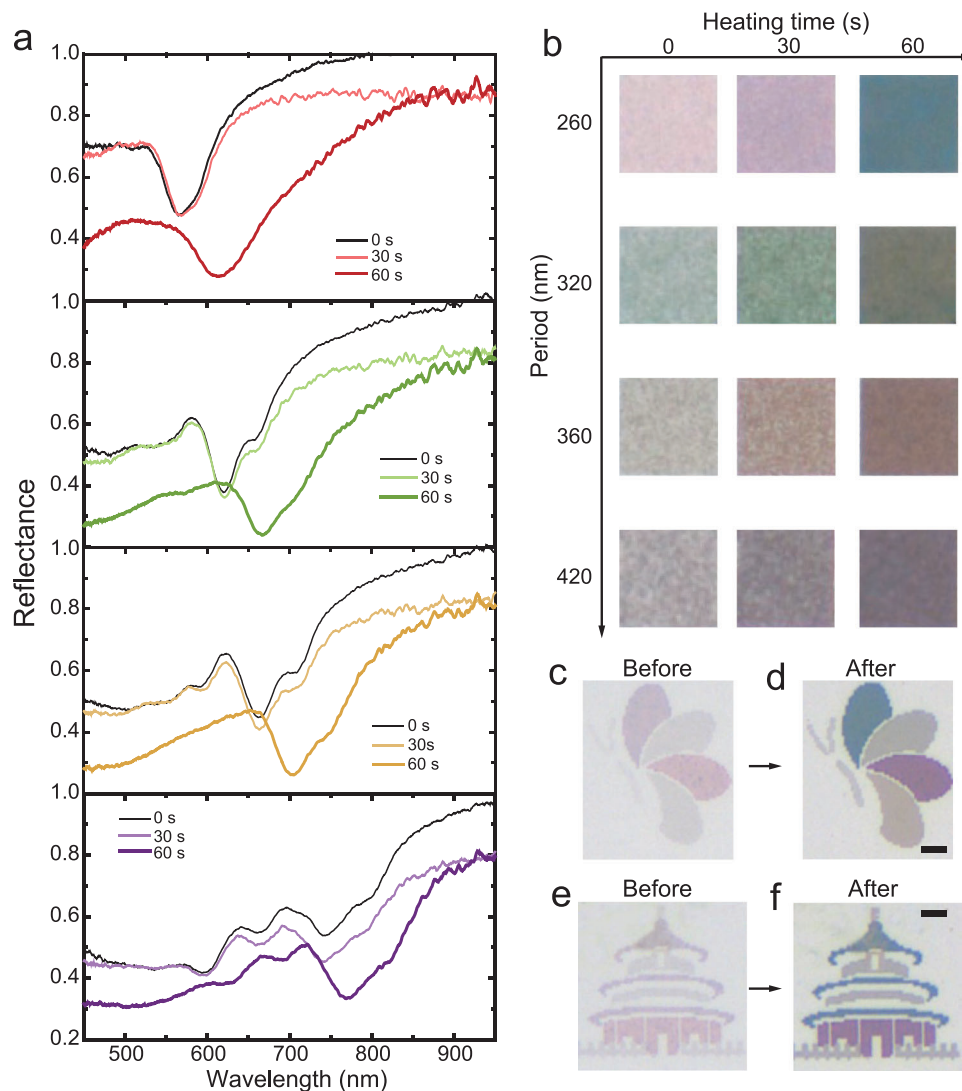 a
1.0
0.8
0.6
0.4
0 s
30 s
60 s
1.0
0.8
0.6
0.4
0 s
30 s
60 s
1.0
0.8
0.6
0.4
0 s
30s
60 s
1.0
0.8
0.6
0.4
0.2
0 s
30 s
60 s
500
600
700
800
900
Wavelength (nm)
Reflectance
b
Heating time (s)
0
30
60
Period (nm)
260
320
360
420
c
Before
d
After
e
Before
f
After